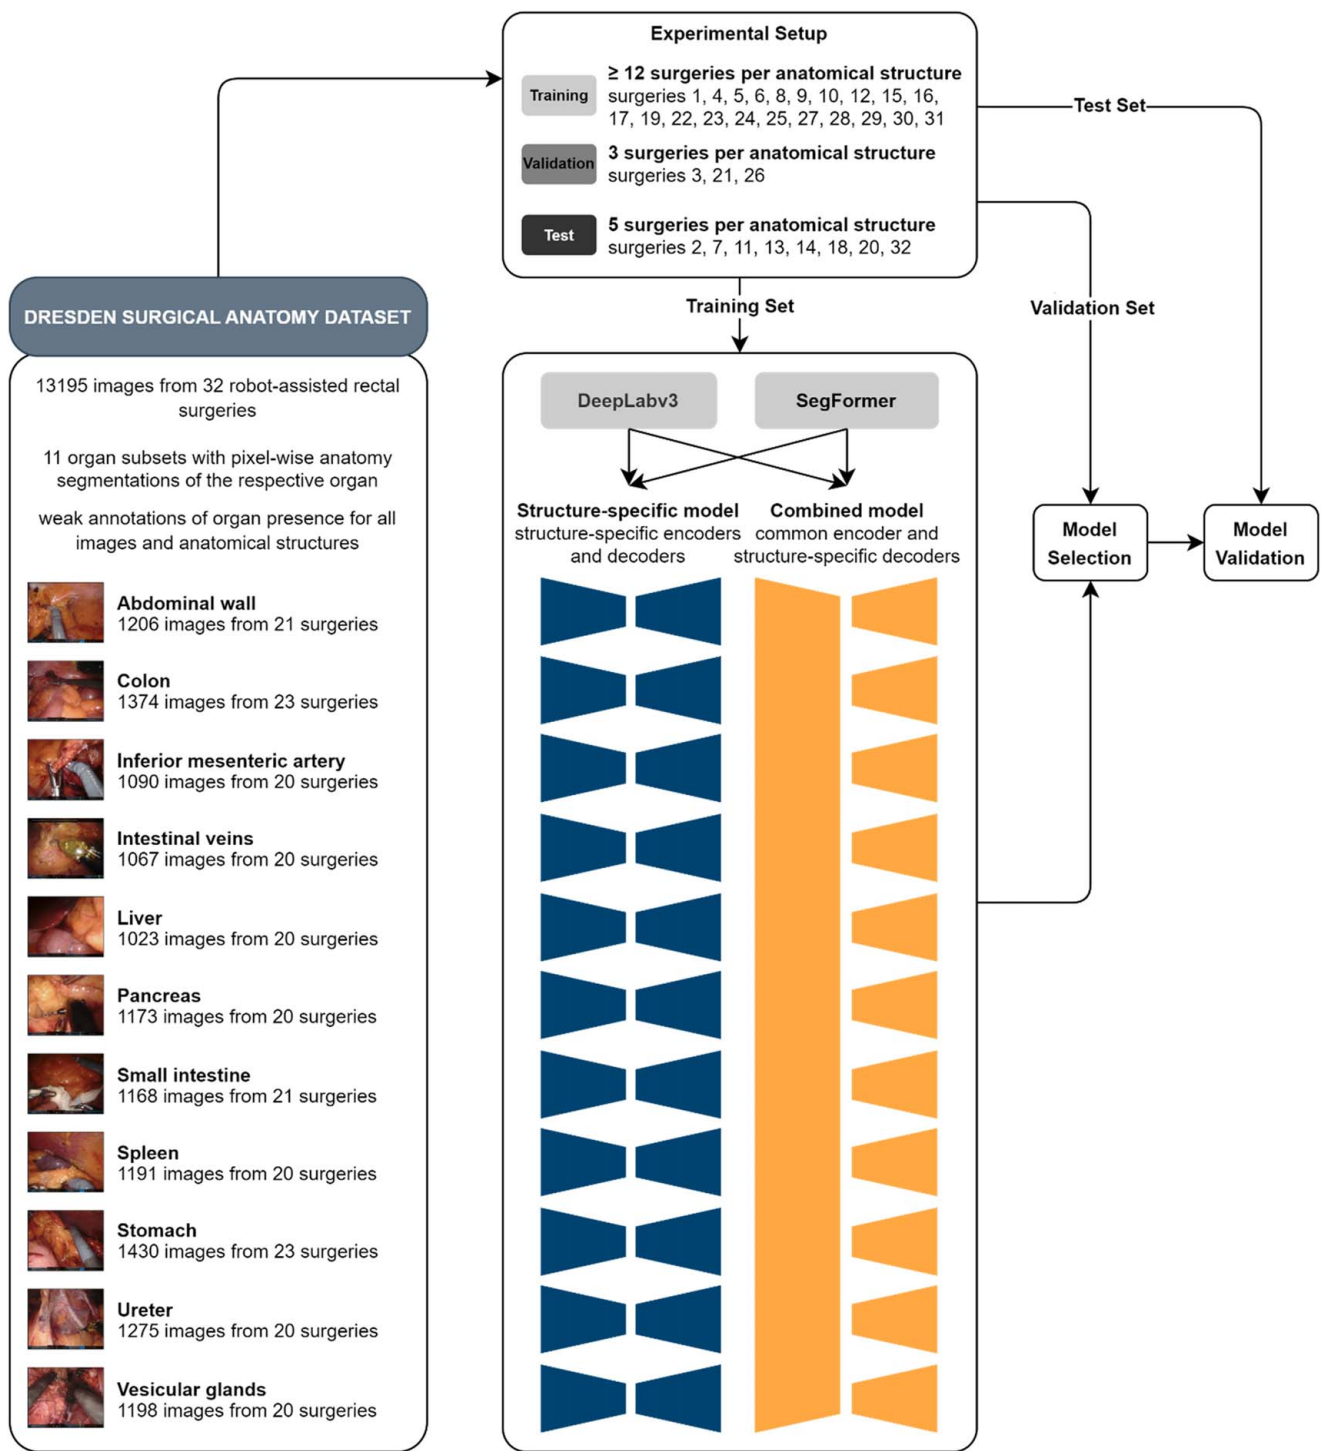 Experimental Setup
Training
≥ 12 surgeries per anatomical structure
surgeries 1, 4, 5, 6, 8, 9, 10, 12, 15, 16,
17, 19, 22, 23, 24, 25, 27, 28, 29, 30, 31
Validation
3 surgeries per anatomical structure
surgeries 3, 21, 26
Test
5 surgeries per anatomical structure
surgeries 2, 7, 11, 13, 14, 18, 20, 32
Test Set
Training Set
Validation Set
DRESDEN SURGICAL ANATOMY DATASET
13195 images from 32 robot-assisted rectal
surgeries
11 organ subsets with pixel-wise anatomy
segmentations of the respective organ
weak annotations of organ presence for all
images and anatomical structures
Abdominal wall
1206 images from 21 surgeries
Colon
1374 images from 23 surgeries
Inferior mesenteric artery
1090 images from 20 surgeries
Intestinal veins
1067 images from 20 surgeries
Liver
1023 images from 20 surgeries
Pancreas
1173 images from 20 surgeries
Small intestine
1168 images from 21 surgeries
Spleen
1191 images from 20 surgeries
Stomach
1430 images from 23 surgeries
Ureter
1275 images from 20 surgeries
Vesicular glands
1198 images from 20 surgeries
DeepLabv3
SegFormer
Structure-specific model
structure-specific encoders
and decoders
Combined model
common encoder and
structure-specific decoders
Model
Selection
Model
Validation